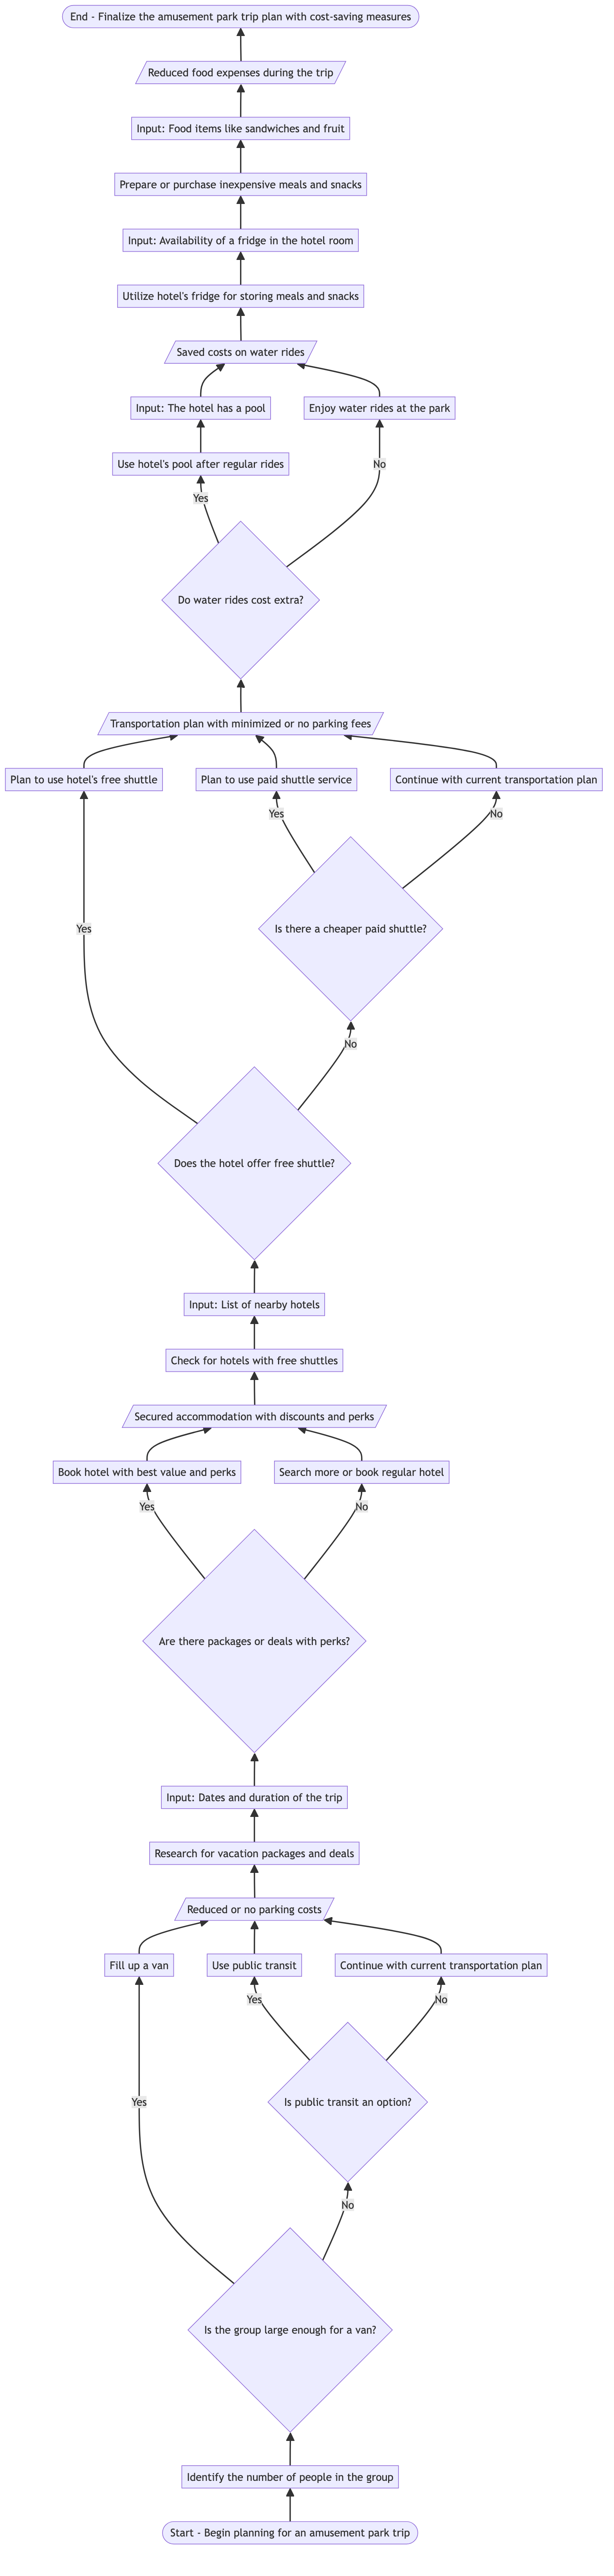 End - Finalize the amusement park trip plan with cost-saving measures
Reduced food expenses during the trip
Input: Food items like sandwiches and fruit
Prepare or purchase inexpensive meals and snacks
Input: Availability of a fridge in the hotel room
Utilize hotel's fridge for storing meals and snacks
Saved costs on water rides
Input: The hotel has a pool
Enjoy water rides at the park
Use hotel's pool after regular rides
No
Yes
Do water rides cost extra?
Transportation plan with minimized or no parking fees
Plan to use hotel's free shuttle
Plan to use paid shuttle service
Continue with current transportation plan
Yes
No
Is there a cheaper paid shuttle?
Yes
No
Does the hotel offer free shuttle?
Input: List of nearby hotels
Check for hotels with free shuttles
Secured accommodation with discounts and perks
Book hotel with best value and perks
Search more or book regular hotel
Yes
No
Are there packages or deals with perks?
Input: Dates and duration of the trip
Research for vacation packages and deals
Reduced or no parking costs
Fill up a van
Use public transit
Continue with current transportation plan
Yes
No
Is public transit an option?
Yes
No
Is the group large enough for a van?
Identify the number of people in the group
Start - Begin planning for an amusement park trip